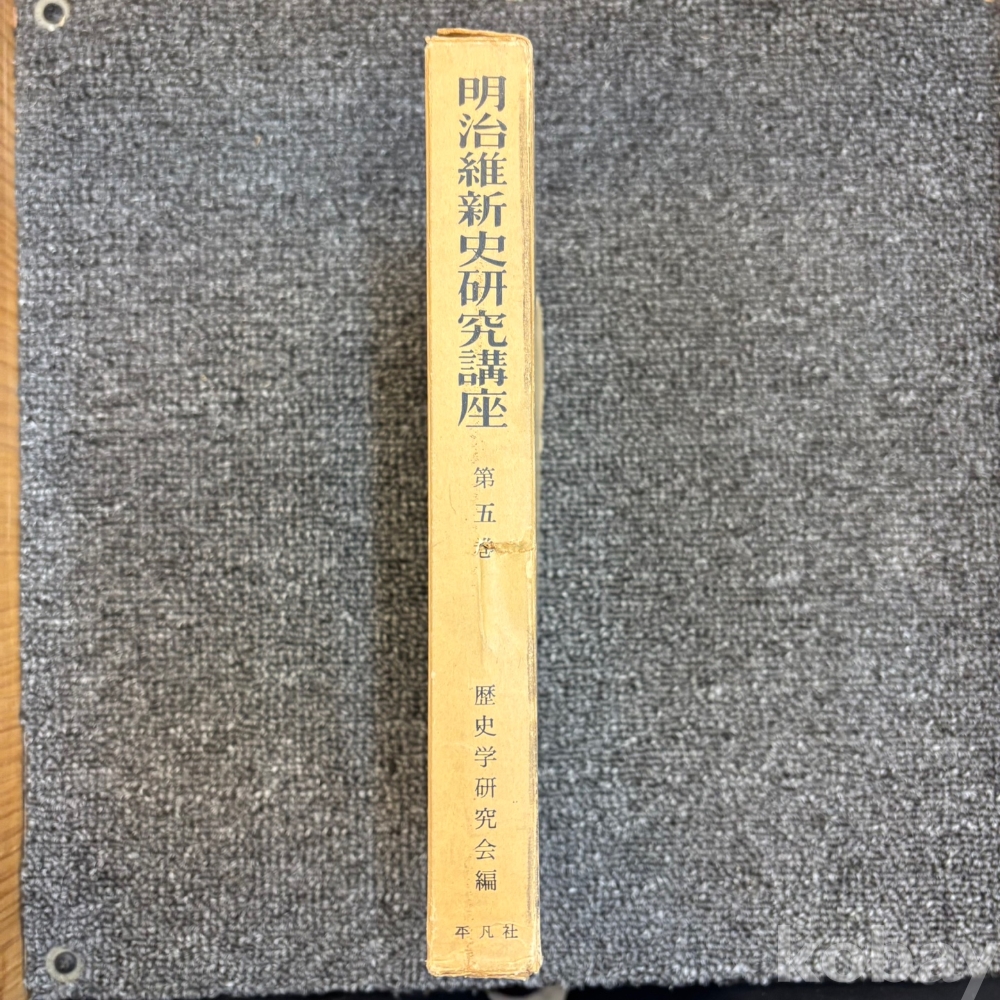 明治維新史研究講座
第五巻
歴史学研究会編
平凡社
kobay